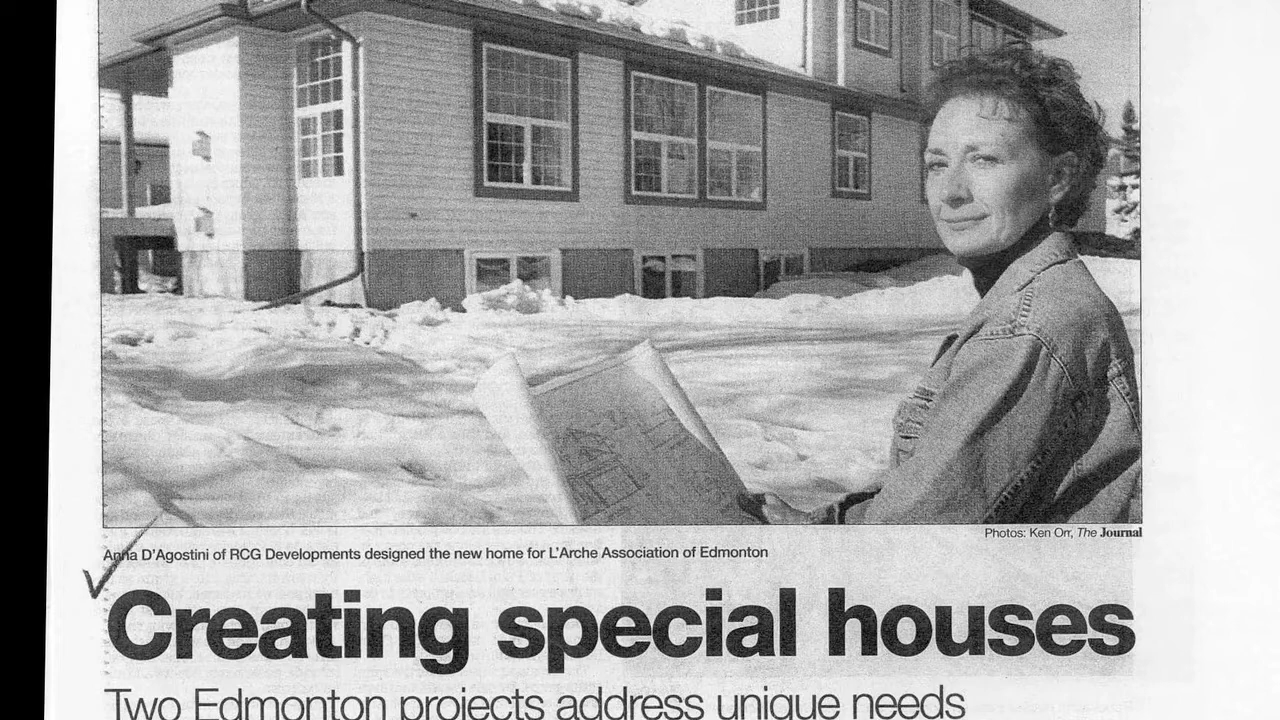 Photos: Ken Orr, The Journal
Anna D'Agostini of RCG Developments designed the new home for L'Arche Association of Edmonton
Creating special houses
Two Edmonton projects address unique needs